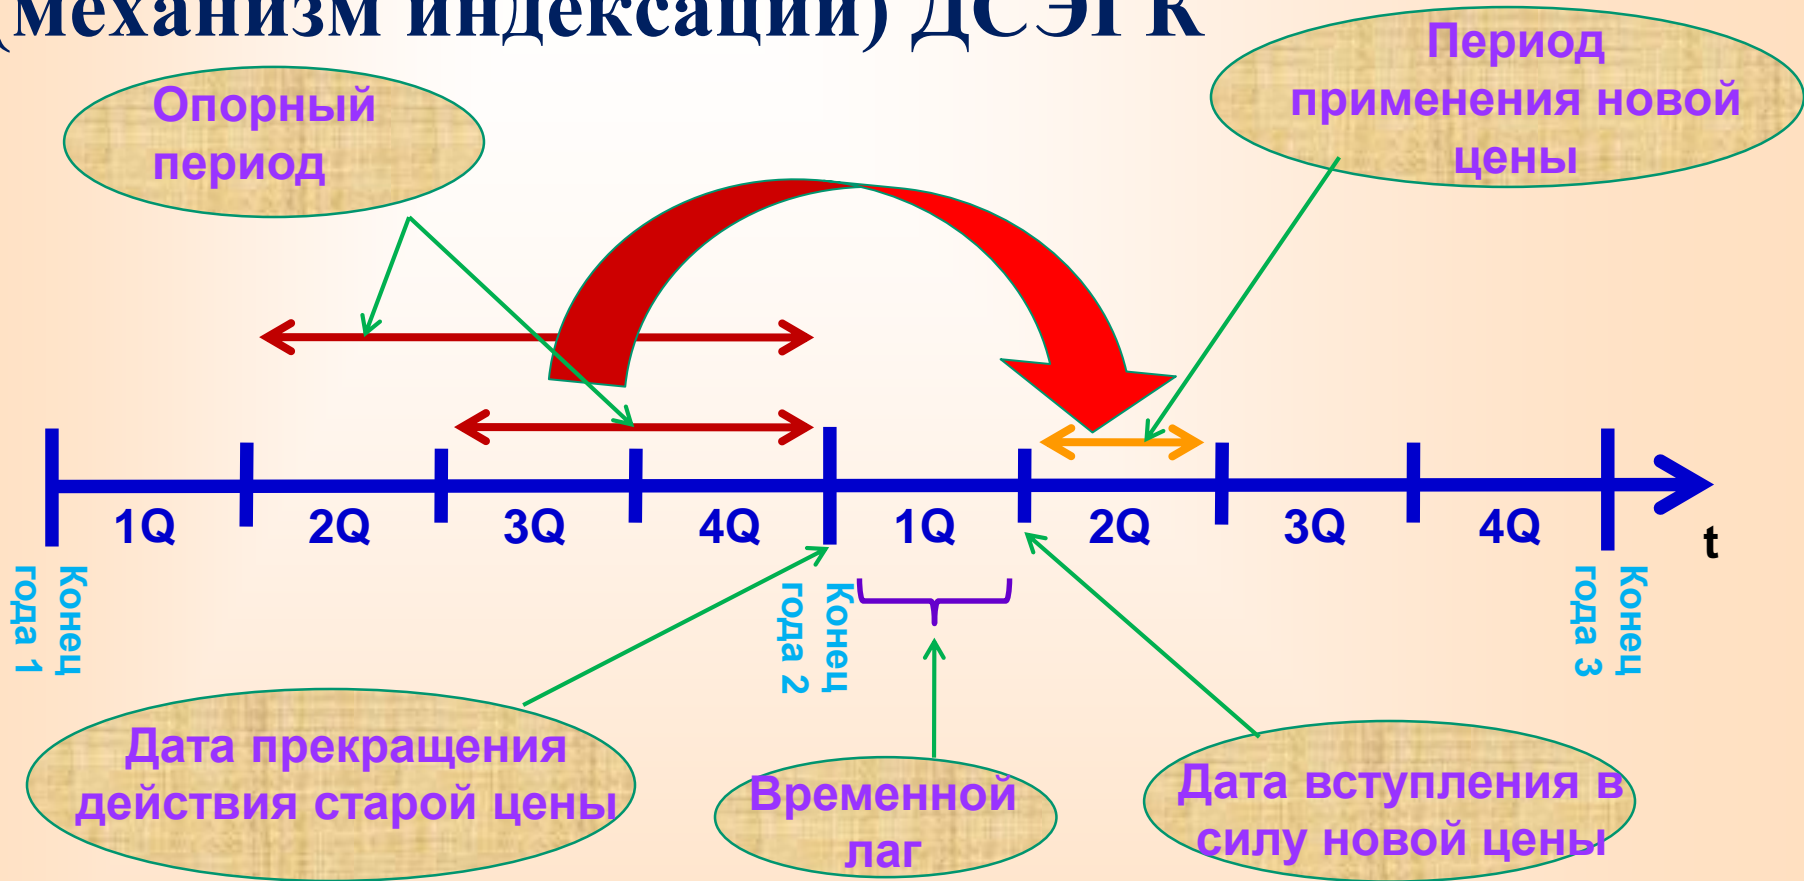 (механизм индексации) ДСЭГК
Опорный
период
Период
применения новой
цены
1Q
2Q
3Q
4Q
1Q
2Q
3Q
4Q
t
Конец
года 1
Конец
года 2
Конец
года 3
Дата прекращения
действия старой цены
Временной
лаг
Дата вступления в
силу новой цены